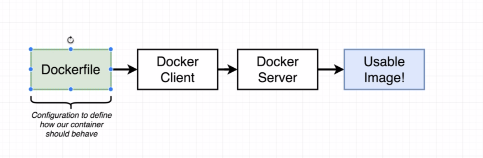 Dockerfile
Docker
Client
Docker
Server
Usable
Image!
Configuration to define
how our container
should behave